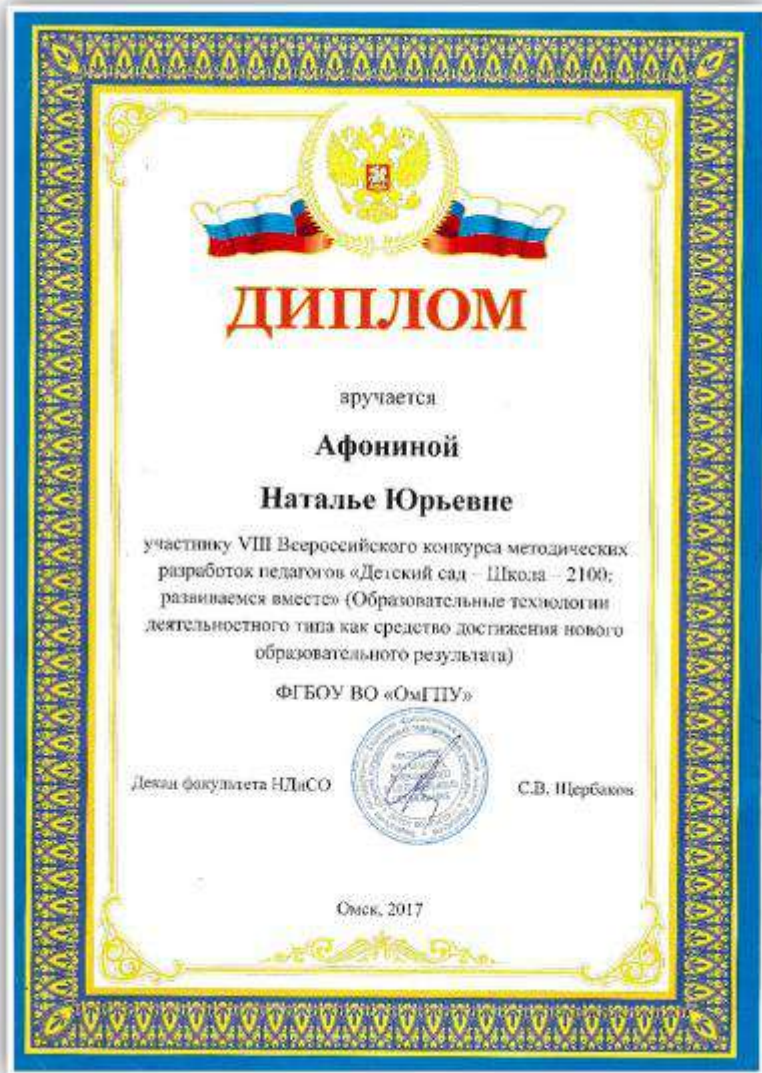 ДИПЛОМ
вручается
Афониной
Наталье Юрьевне
участнику VIII Всероссийского конкурса методических
разработок педагогов «Детский сад – Школа – 2100:
развиваемся вместе» (Образовательные технологии
деятельностного типа как средство достижения нового
образовательного результата)
ФГБОУ ВО «ОмГПУ»
Декан факультета НДиСО С.В. Щербаков
Омск, 2017